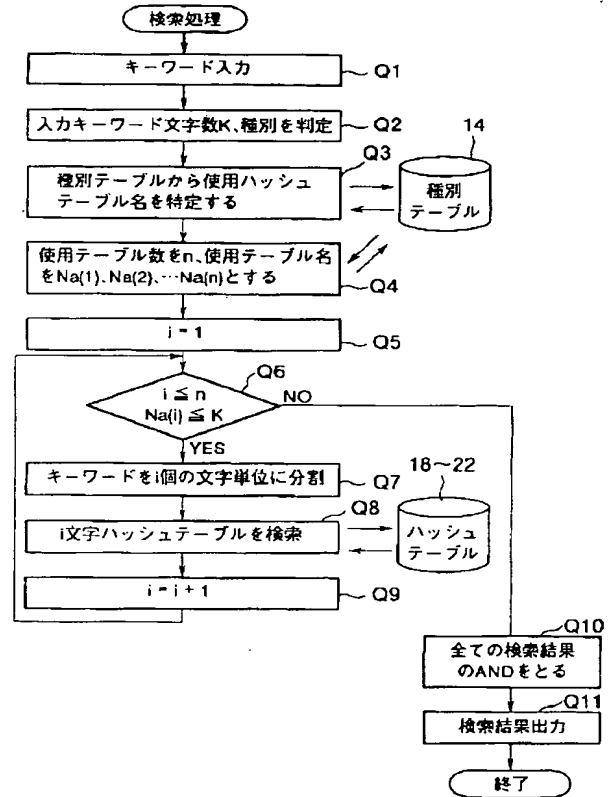 検索処理
キーワード入力
Q1
入力キーワード文字数K、種別を判定
Q2
Q3
種別テーブルから使用ハッシュ
テーブル名を特定する
14
種別
テーブル
使用テーブル数をn、使用テーブル名
をNa(1)、Na(2)、…Na(n)とする
Q4
i = 1
Q5
Q6
i ≦ n
Na(i) ≦ K
NO
YES
キーワードをi個の文字単位に分割
Q7
Q8
i文字ハッシュテーブルを検索
18~22
ハッシュ
テーブル
i = i + 1
Q9
Q10
全ての検索結果
のANDをとる
Q11
検索結果出力
終了